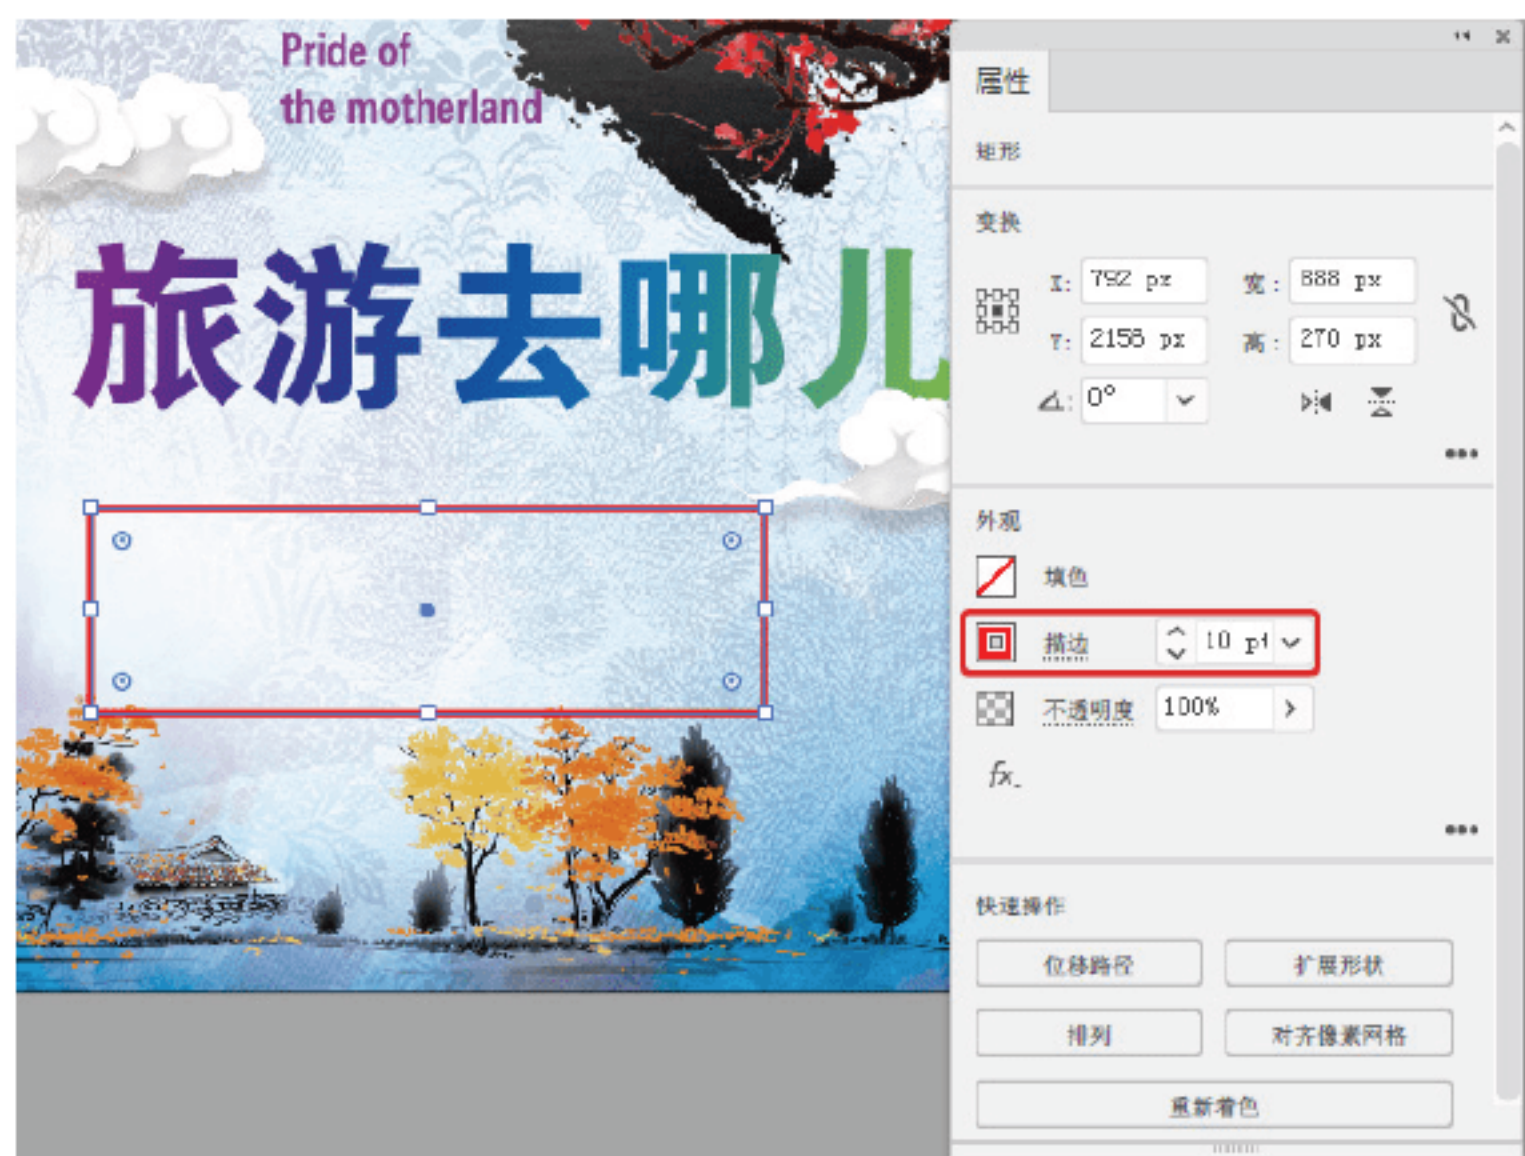 Pride of
the motherland
旅游去哪儿
属性
矩形
变换
X: 792 px 宽: 888 px
Y: 2158 px 高: 270 px
0°
外观
填色
描边 10 pt
不透明度 100%
fx
快速操作
位移路径 扩展形状
排列 对齐像素网格
重新着色